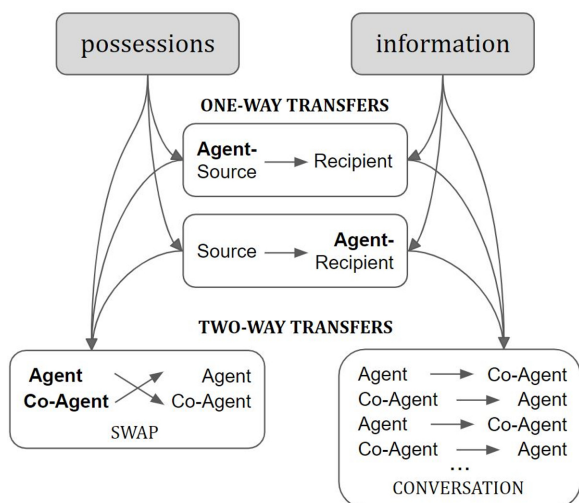 possessions
information
ONE-WAY TRANSFERS
Agent-
Source
Recipient
Source
Agent-
Recipient
TWO-WAY TRANSFERS
Agent Agent
Co-Agent Co-Agent
SWAP
Agent Co-Agent
Co-Agent Agent
Agent Co-Agent
Co-Agent Agent
...
CONVERSATION